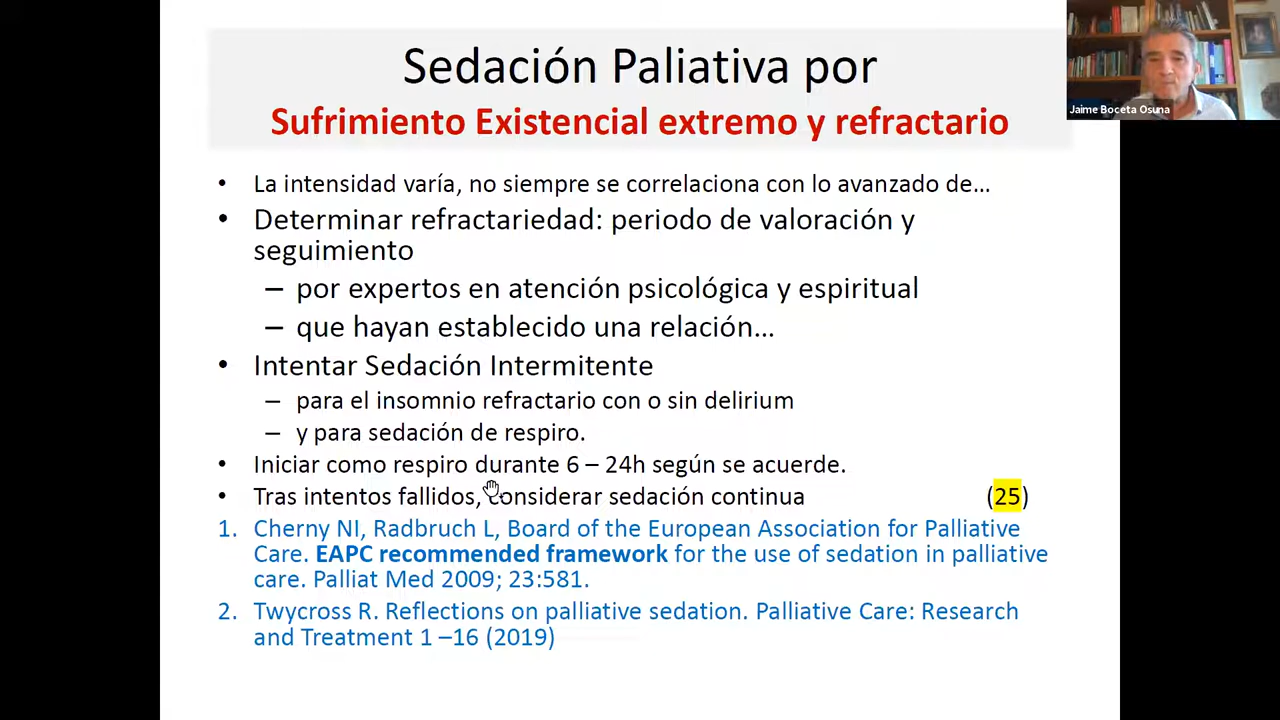 Sedación Paliativa por
Sufrimiento Existencial extremo y refractario
Jaime Boceta Osuna
• La intensidad varía, no siempre se correlaciona con lo avanzado de…
• Determinar refractariedad: periodo de valoración y
seguimiento
– por expertos en atención psicológica y espiritual
– que hayan establecido una relación…
• Intentar Sedación Intermitente
– para el insomnio refractario con o sin delirium
– y para sedación de respiro.
• Iniciar como respiro durante 6 – 24h según se acuerde.
• Tras intentos fallidos, considerar sedación continua (25)
1. Cherny NI, Radbruch L, Board of the European Association for Palliative
Care. EAPC recommended framework for the use of sedation in palliative
care. Palliat Med 2009; 23:581.
2. Twycross R. Reflections on palliative sedation. Palliative Care: Research
and Treatment 1 –16 (2019)